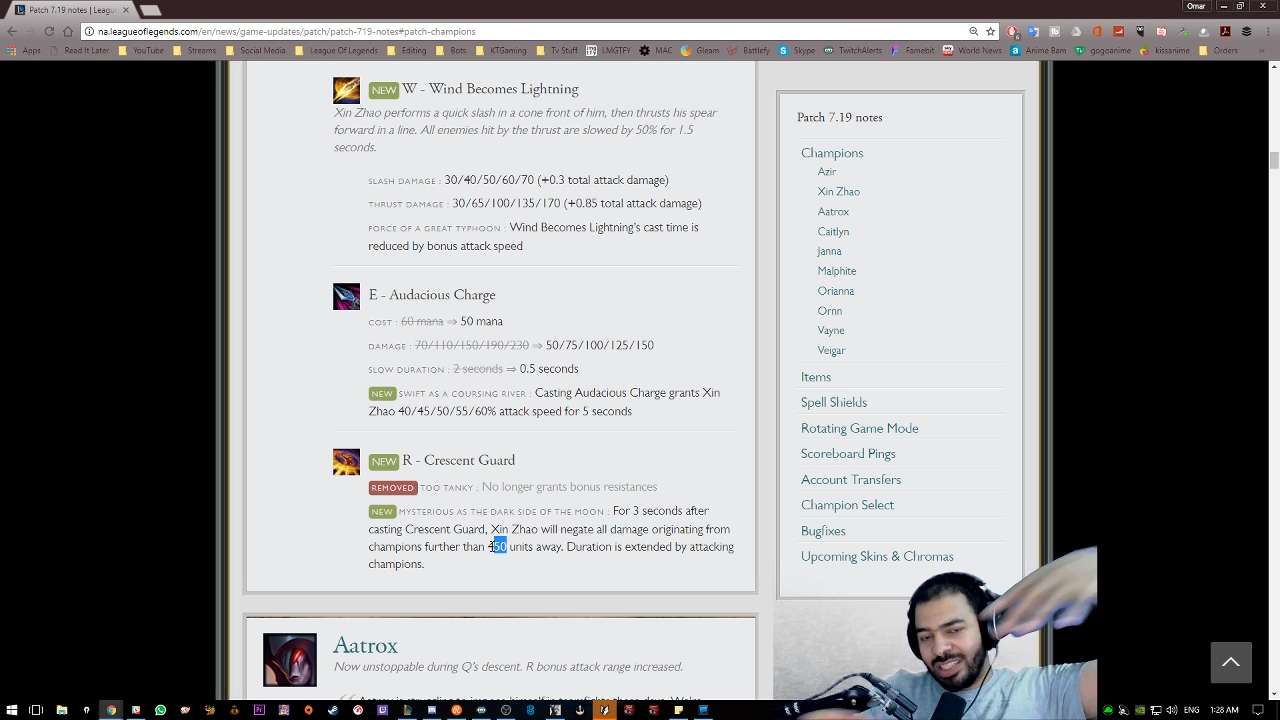 Patch 7.19 notes | Leagu
Omar
na.leagueoflegends.com/en/news/game-updates/patch/patch-719-notes#patch-champions
Apps Read It Later YouTube Streams Social Media League Of Legends Editing Bots KTGaming Tv Stuff LMGTFY MAC Gleam Battlefy Skype TwitchAlerts Famebit World News Anime Bam gogoanime kissanime Orders
NEW W - Wind Becomes Lightning
Xin Zhao performs a quick slash in a cone front of him, then thrusts his spear
forward in a line. All enemies hit by the thrust are slowed by 50% for 1.5
seconds.
SLASH DAMAGE : 30/40/50/60/70 (+0.3 total attack damage)
THRUST DAMAGE : 30/65/100/135/170 (+0.85 total attack damage)
FORCE OF A GREAT TYPHOON : Wind Becomes Lightning's cast time is
reduced by bonus attack speed
E - Audacious Charge
COST : 60 mana ⇒ 50 mana
DAMAGE : 70/110/150/190/230 ⇒ 50/75/100/125/150
SLOW DURATION : 2 seconds ⇒ 0.5 seconds
NEW SWIFT AS A COURSING RIVER : Casting Audacious Charge grants Xin
Zhao 40/45/50/55/60% attack speed for 5 seconds
NEW R - Crescent Guard
REMOVED TOO TANKY : No longer grants bonus resistances
NEW MYSTERIOUS AS THE DARK SIDE OF THE MOON : For 3 seconds after
casting Crescent Guard, Xin Zhao will negate all damage originating from
champions further than 450 units away. Duration is extended by attacking
champions.
Aatrox
Now unstoppable during Q's descent. R bonus attack range increased.
Patch 7.19 notes
Champions
Azir
Xin Zhao
Aatrox
Caitlyn
Janna
Malphite
Orianna
Ornn
Vayne
Veigar
Items
Spell Shields
Rotating Game Mode
Scoreboard Pings
Account Transfers
Champion Select
Bugfixes
Upcoming Skins & Chromas
ENG
1:28 AM